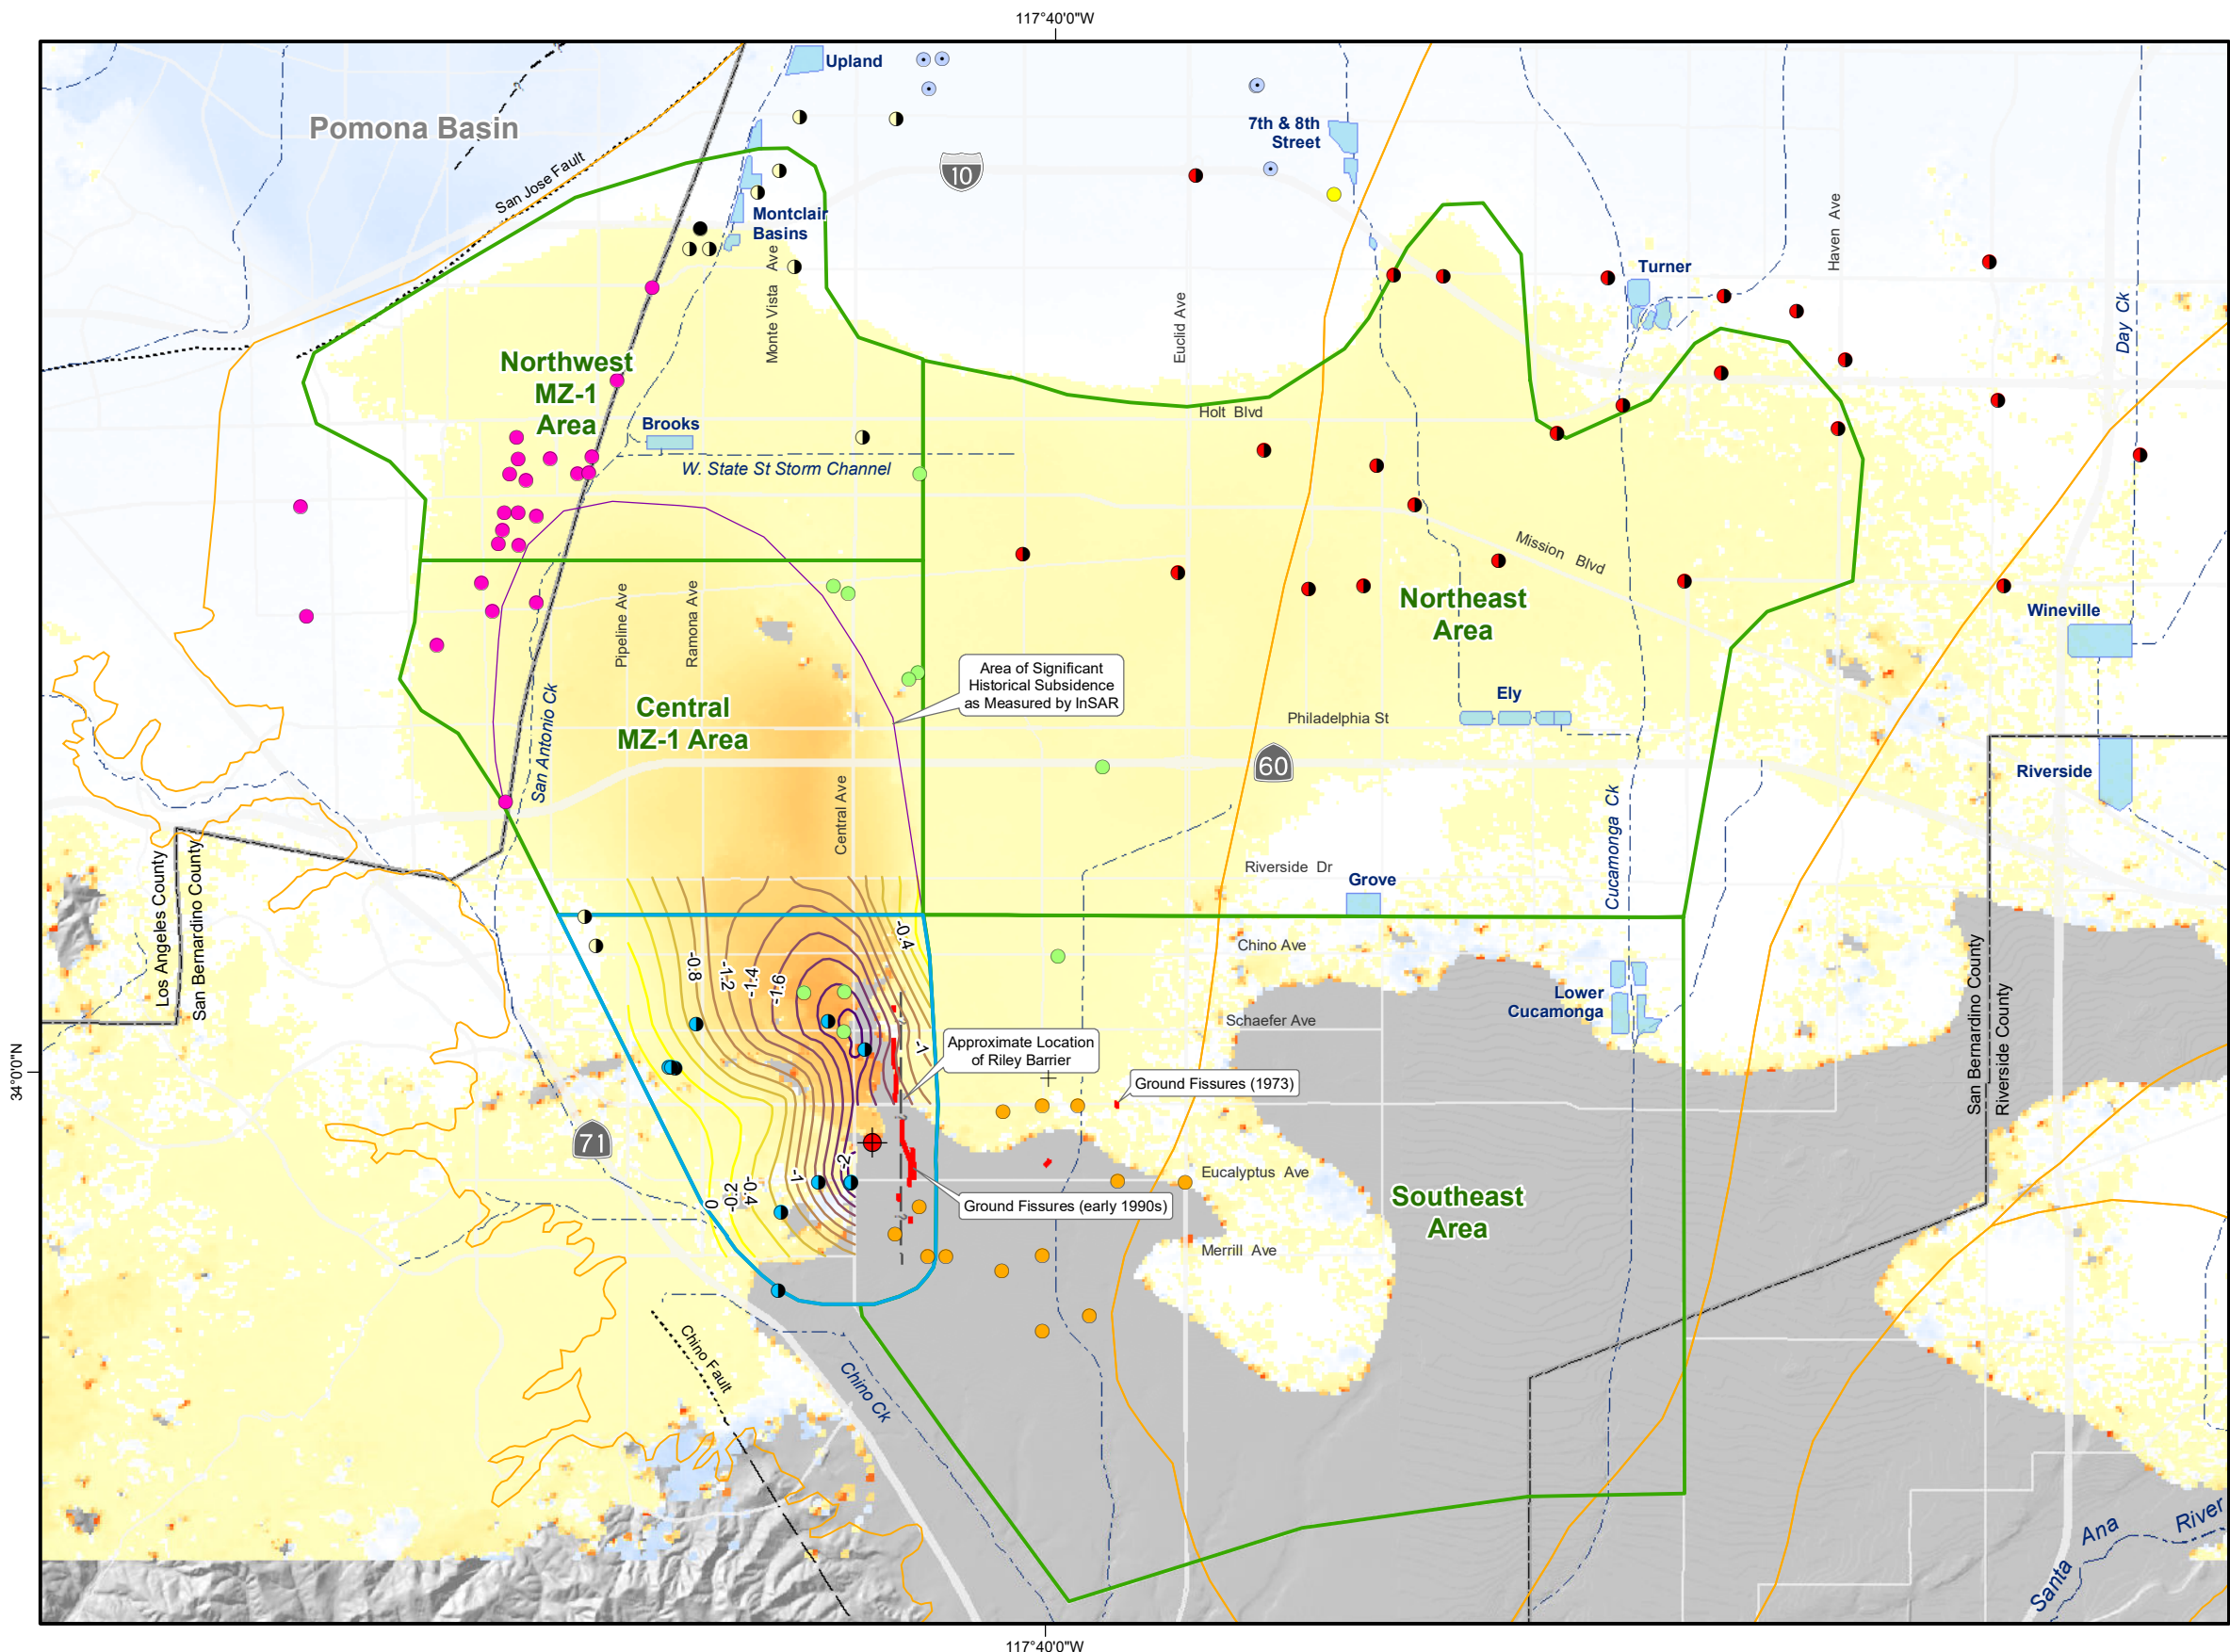 117°40'0"W
Upland
Pomona Basin
7th & 8th
Street
10
San Jose Fault
Montclair
Basins
Monte Vista Ave
Haven Ave
Turner
Euclid Ave
Day Ck
Northwest
MZ-1
Area
Holt Blvd
Brooks
W. State St Storm Channel
Mission Blvd
Pipeline Ave
Ramona Ave
Northeast
Area
Wineville
Area of Significant
Historical Subsidence
as Measured by InSAR
San Antonio Ck
Central
MZ-1 Area
Ely
Philadelphia St
60
Riverside
Central Ave
Cucamonga Ck
Los Angeles County
San Bernardino County
Riverside Dr
Grove
-0.4
Chino Ave
-0.8
-1.2
-1.4
-1.6
Lower
Cucamonga
San Bernardino County
Riverside County
Schaefer Ave
?
-1
Approximate Location
of Riley Barrier
34°0'0"N
Ground Fissures (1973)
?
71
-2
Eucalyptus Ave
-1
-0.4
-0.2
0
Ground Fissures (early 1990s)
Southeast
Area
?
Merrill Ave
Chino Fault
Chino Ck
Santa Ana River
117°40'0"W